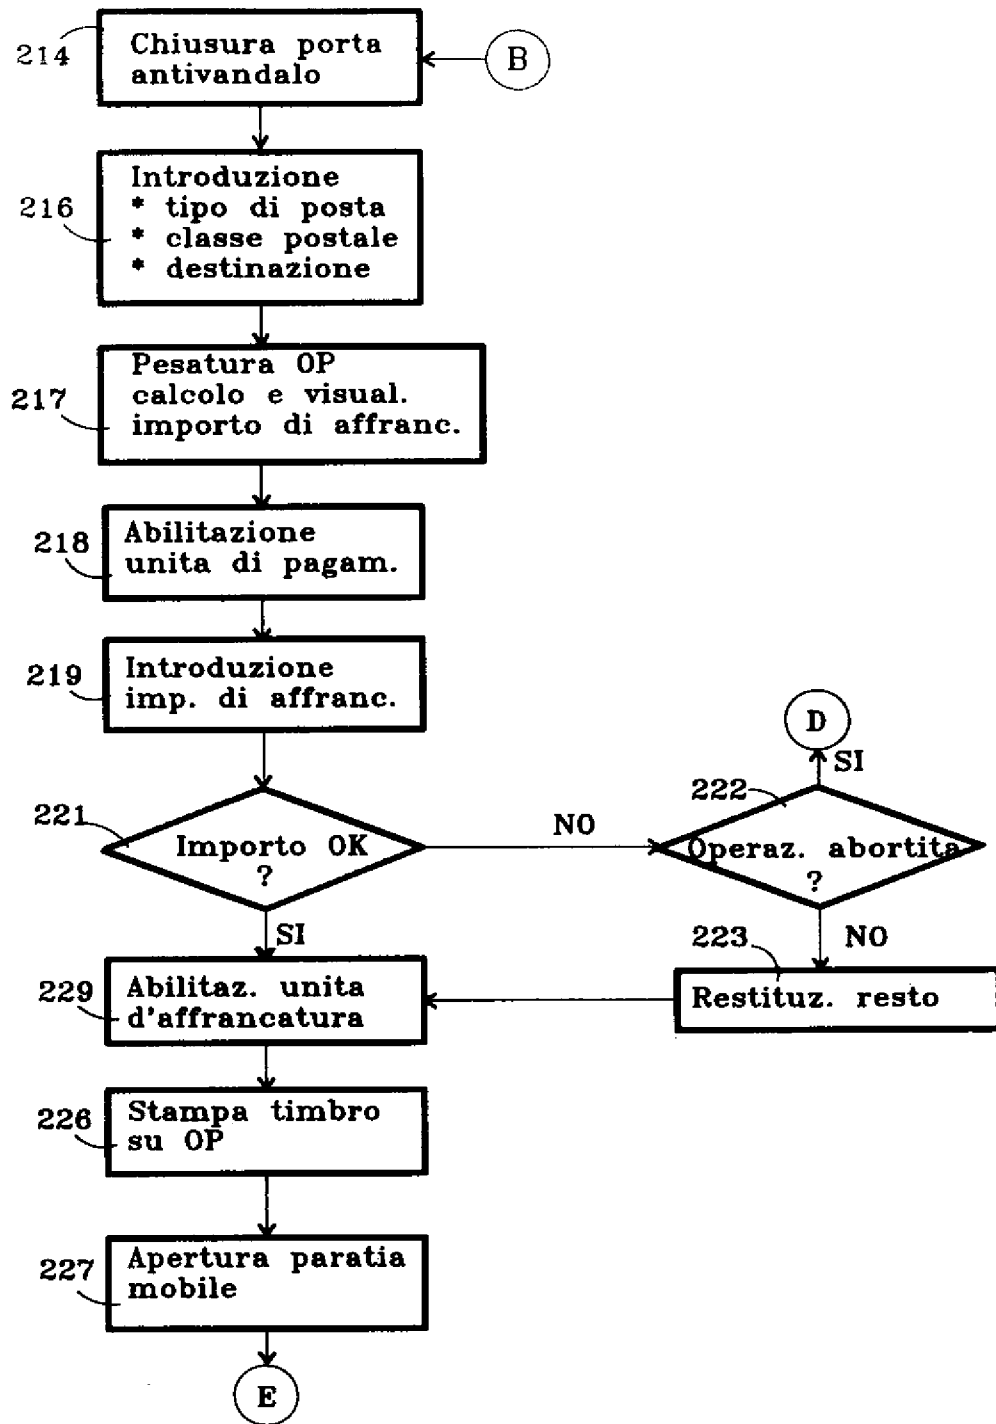 214
Chiusura porta
antivandalo
B
216
Introduzione
* tipo di posta
* classe postale
* destinazione
217
Pesatura OP
calcolo e visual.
importo di affranc.
218
Abilitazione
unita di pagam.
219
Introduzione
imp. di affranc.
D
SI
221
Importo OK
?
NO
222
Operaz. abortita
?
SI
NO
223
Restituz. resto
229
Abilitaz. unita
d'affrancatura
226
Stampa timbro
su OP
227
Apertura paratia
mobile
E